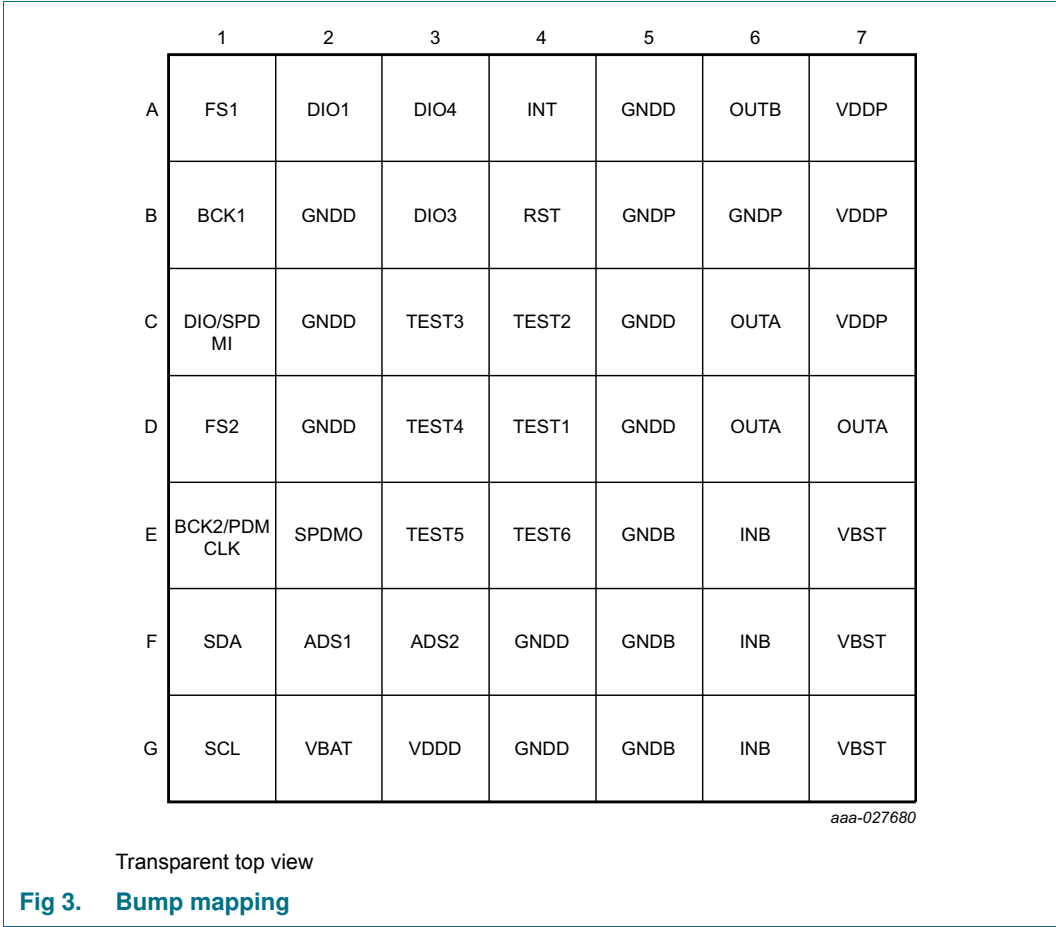 1 2 3 4 5 6 7
A FS1 DIO1 DIO4 INT GNDD OUTB VDDP
B BCK1 GNDD DIO3 RST GNDP GNDP VDDP
C DIO/SPD GNDD TEST3 TEST2 GNDD OUTA VDDP
MI
D FS2 GNDD TEST4 TEST1 GNDD OUTA OUTA
E BCK2/PDM SPDMO TEST5 TEST6 GNDB INB VBST
CLK
F SDA ADS1 ADS2 GNDD GNDB INB VBST
G SCL VBAT VDDD GNDD GNDB INB VBST
aaa-027680
Transparent top view
Fig 3. Bump mapping